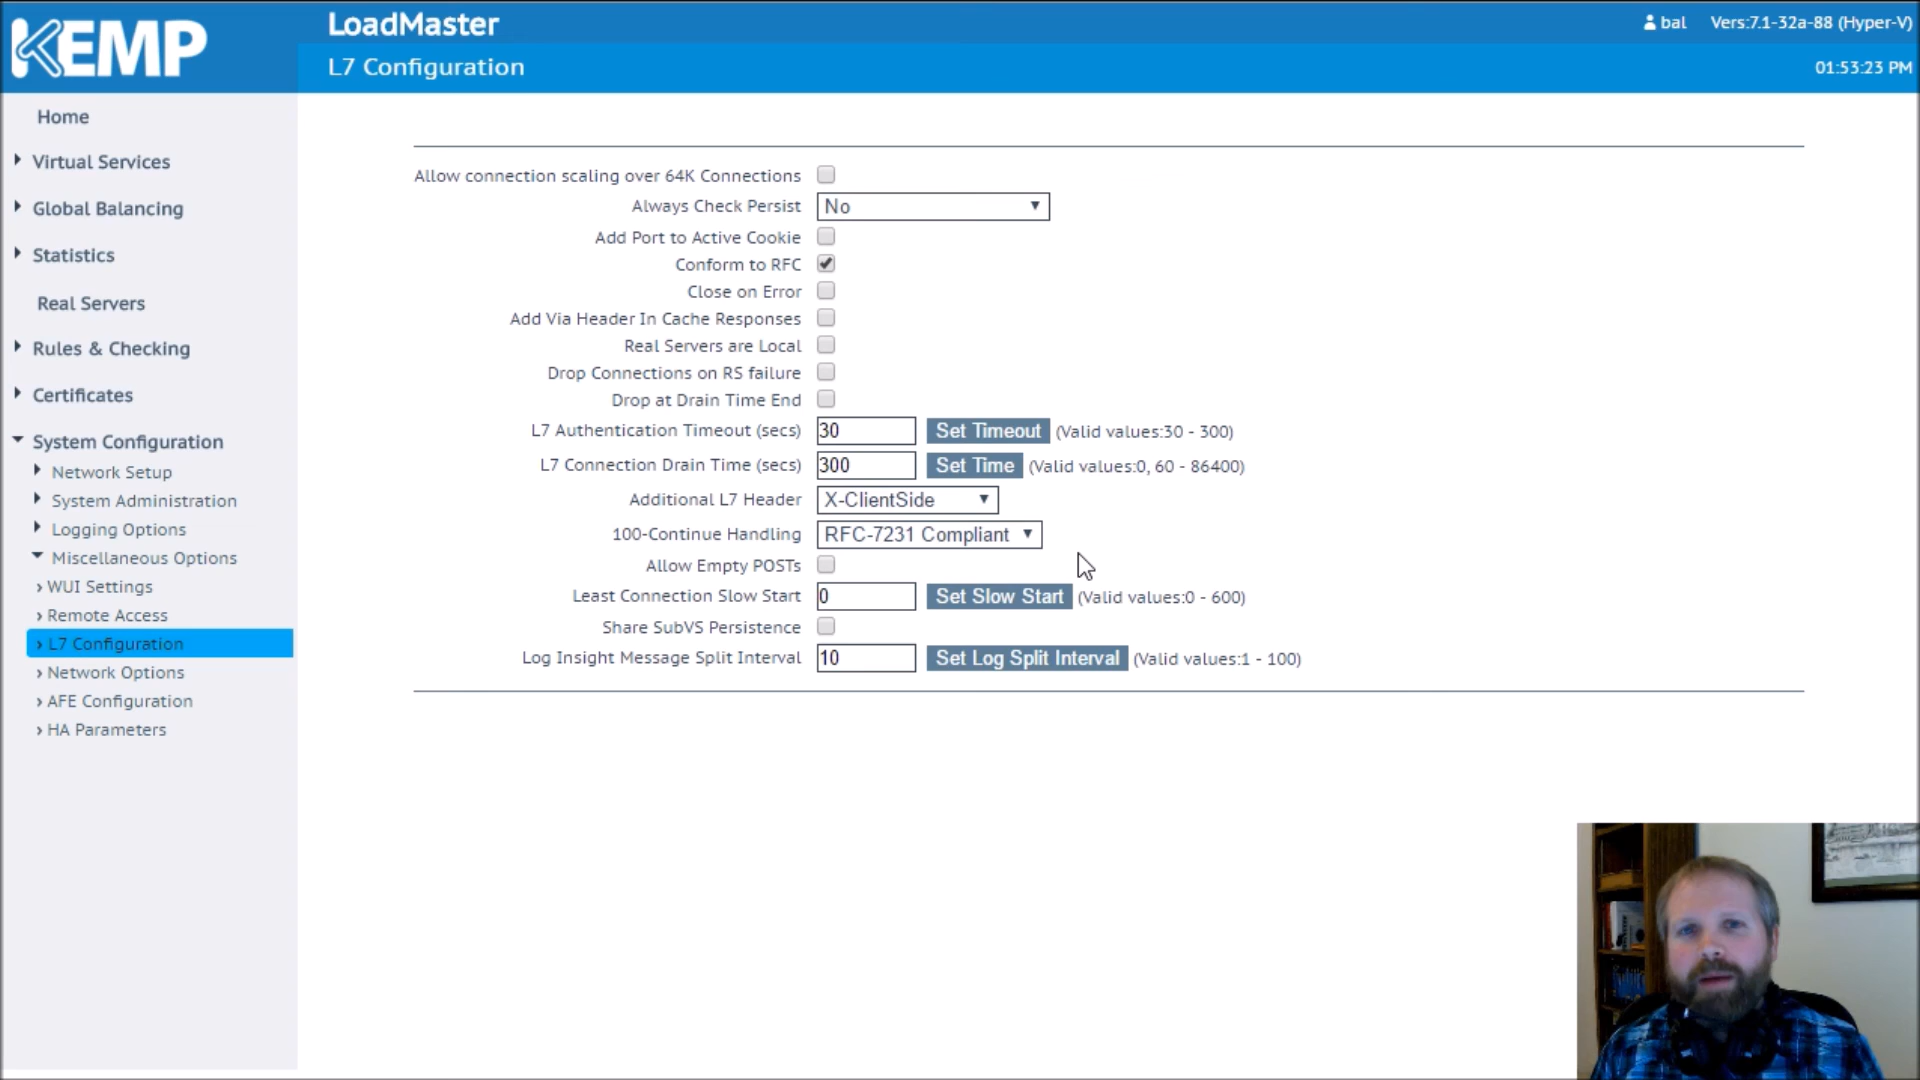 KEMP
LoadMaster
bal Vers:7.1-32a-88 (Hyper-V)
L7 Configuration
01:53:23 PM
Home
Virtual Services
Global Balancing
Statistics
Real Servers
Rules & Checking
Certificates
System Configuration
Network Setup
System Administration
Logging Options
Miscellaneous Options
› WUI Settings
› Remote Access
› L7 Configuration
› Network Options
› AFE Configuration
› HA Parameters
Allow connection scaling over 64K Connections
Always Check Persist No
Add Port to Active Cookie
Conform to RFC
Close on Error
Add Via Header In Cache Responses
Real Servers are Local
Drop Connections on RS failure
Drop at Drain Time End
L7 Authentication Timeout (secs) 30 Set Timeout (Valid values:30 - 300)
L7 Connection Drain Time (secs) 300 Set Time (Valid values:0, 60 - 86400)
Additional L7 Header X-ClientSide
100-Continue Handling RFC-7231 Compliant
Allow Empty POSTs
Least Connection Slow Start 0 Set Slow Start (Valid values:0 - 600)
Share SubVS Persistence
Log Insight Message Split Interval 10 Set Log Split Interval (Valid values:1 - 100)